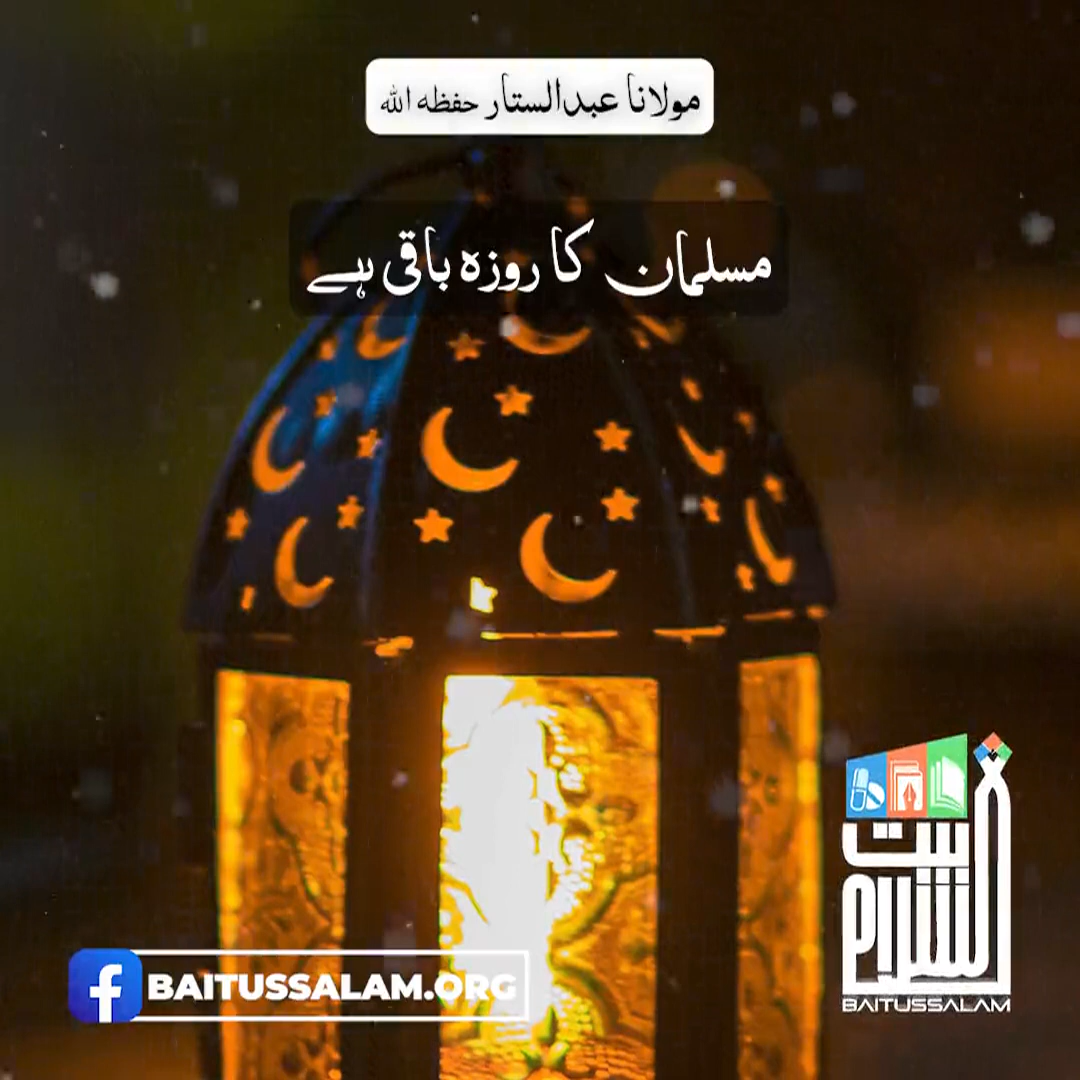 مولانا عبدالستار حفظہ اللہ
مسلمان کا روزہ باقی ہے
بیت السلام
BAITUSSALAM
BAITUSSALAM.ORG